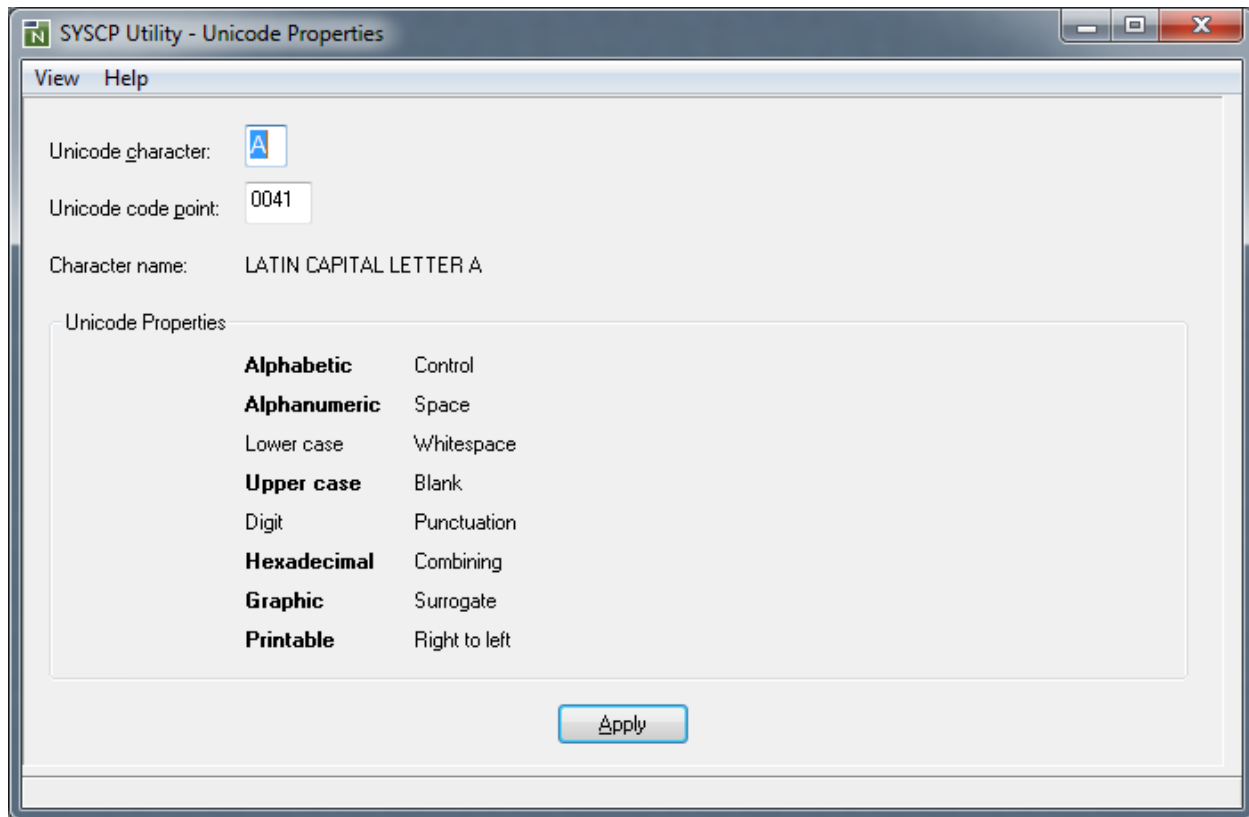 SYSCP Utility - Unicode Properties
View Help
Unicode character: A
Unicode code point: 0041
Character name: LATIN CAPITAL LETTER A
Unicode Properties
Alphabetic Control
Alphanumeric Space
Lower case Whitespace
Upper case Blank
Digit Punctuation
Hexadecimal Combining
Graphic Surrogate
Printable Right to left
Apply